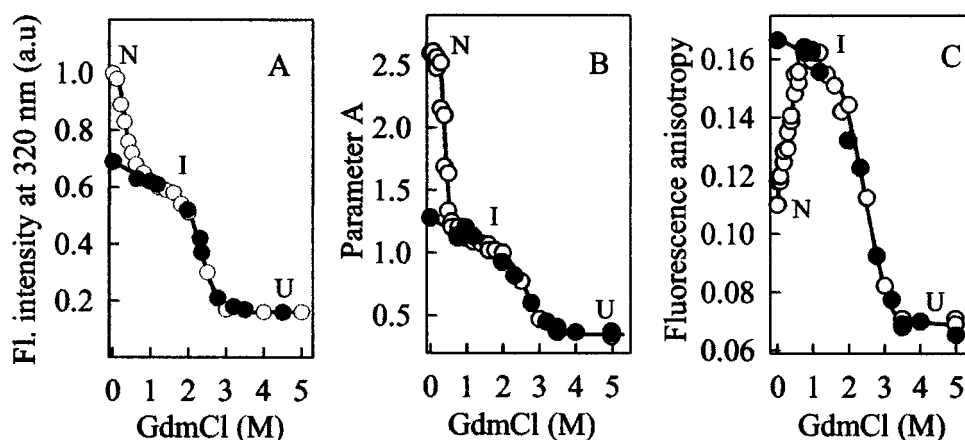 Fl. intensity at 320 nm (a.u)
1.0
0.8
0.6
0.4
0.2
N
A
I
U
0 1 2 3 4 5
GdmCl (M)
Parameter A
2.5
2.0
1.5
1.0
0.5
N
B
I
U
0 1 2 3 4 5
GdmCl (M)
Fluorescence anisotropy
0.16
0.14
0.12
0.10
0.08
0.06
I
C
N
U
0 1 2 3 4 5
GdmCl (M)